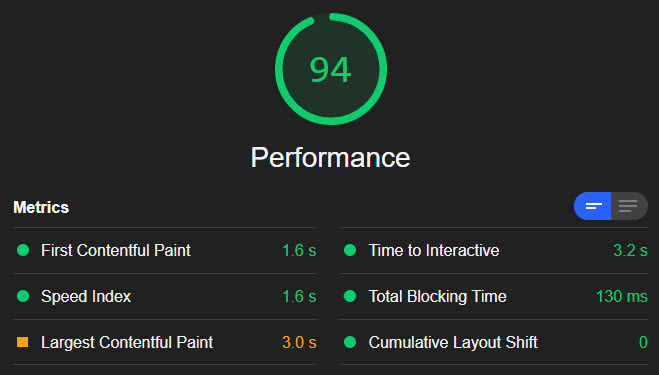 94
Performance
Metrics
First Contentful Paint 1.6 s
Time to Interactive 3.2 s
Speed Index 1.6 s
Total Blocking Time 130 ms
Largest Contentful Paint 3.0 s
Cumulative Layout Shift 0